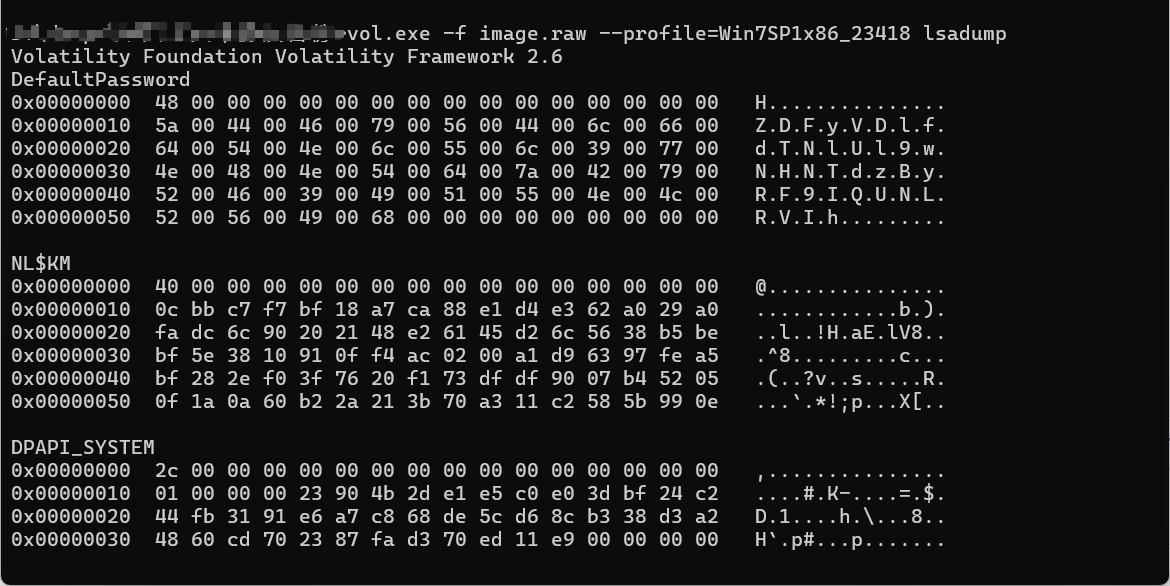 vol.exe -f image.raw --profile=Win7SP1x86_23418 lsadump
Volatility Foundation Volatility Framework 2.6
DefaultPassword
0x00000000  48 00 00 00 00 00 00 00 00 00 00 00 00 00 00 00   H...............
0x00000010  5a 00 44 00 46 00 79 00 56 00 44 00 6c 00 66 00   Z.D.F.y.V.D.l.f.
0x00000020  64 00 54 00 4e 00 6c 00 55 00 6c 00 39 00 77 00   d.T.N.l.U.l.9.w.
0x00000030  4e 00 48 00 4e 00 54 00 64 00 7a 00 42 00 79 00   N.H.N.T.d.z.B.y.
0x00000040  52 00 46 00 39 00 49 00 51 00 55 00 4e 00 4c 00   R.F.9.I.Q.U.N.L.
0x00000050  52 00 56 00 49 00 68 00 00 00 00 00 00 00 00 00   R.V.I.h.........

NL$KM
0x00000000  40 00 00 00 00 00 00 00 00 00 00 00 00 00 00 00   @...............
0x00000010  0c bb c7 f7 bf 18 a7 ca 88 e1 d4 e3 62 a0 29 a0   ............b.).
0x00000020  fa dc 6c 90 20 21 48 e2 61 45 d2 6c 56 38 b5 be   ..l..!H.aE.lV8..
0x00000030  bf 5e 38 10 91 0f f4 ac 02 00 a1 d9 63 97 fe a5   .^8.........c...
0x00000040  bf 28 2e f0 3f 76 20 f1 73 df df 90 07 b4 52 05   .(..?v..s.....R.
0x00000050  0f 1a 0a 60 b2 2a 21 3b 70 a3 11 c2 58 5b 99 0e   ...`.*!;p...X[..

DPAPI_SYSTEM
0x00000000  2c 00 00 00 00 00 00 00 00 00 00 00 00 00 00 00   ,...............
0x00000010  01 00 00 00 23 90 4b 2d e1 e5 c0 e0 3d bf 24 c2   ....#.K-....=.$.
0x00000020  44 fb 31 91 e6 a7 c8 68 de 5c d6 8c b3 38 d3 a2   D.1....h.\...8..
0x00000030  48 60 cd 70 23 87 fa d3 70 ed 11 e9 00 00 00 00   H`.p#...p.......